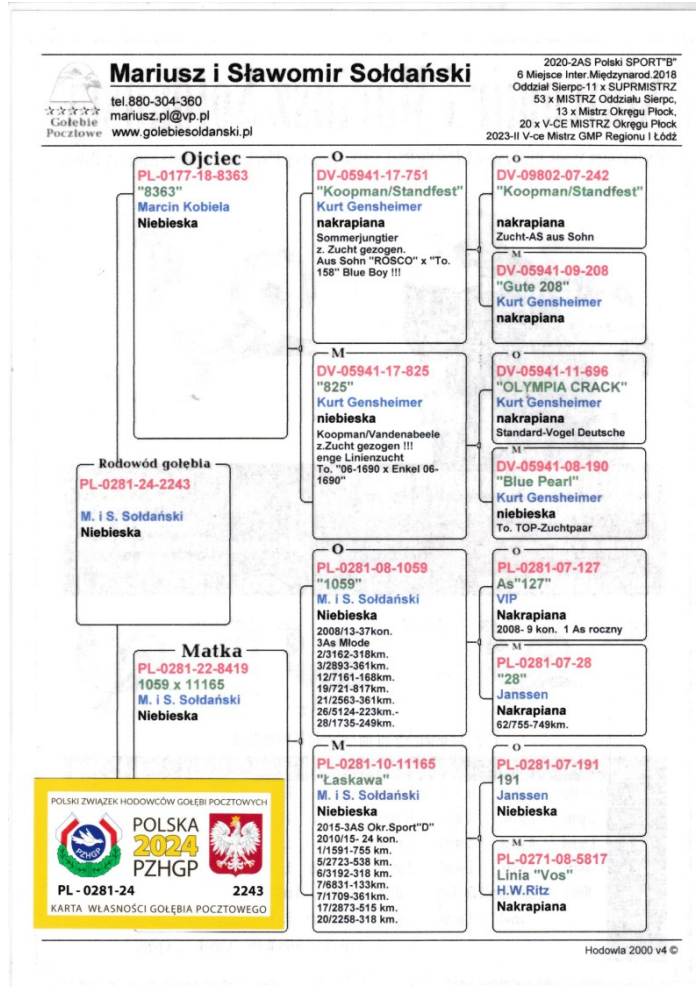 Mariusz i Sławomir Sołdański
tel.880-304-360
mariusz.pl@vp.pl
www.golebiesoldanski.pl
Gołębie
Pocztowe
2020-2AS Polski SPORT"B"
6 Miejsce Inter.Międzynarod.2018
Oddział Sierpc-11 x SUPRMISTRZ
53 x MISTRZ Oddziału Sierpc,
13 x Mistrz Okręgu Płock,
20 x V-CE MISTRZ Okręgu Płock
2023-II V-ce Mistrz GMP Regionu I Łódź
Rodowód gołębia
PL-0281-24-2243
M. i S. Sołdański
Niebieska
Ojciec
PL-0177-18-8363
"8363"
Marcin Kobiela
Niebieska
Matka
PL-0281-22-8419
1059 x 11165
M. i S. Sołdański
Niebieska
O
DV-05941-17-751
"Koopman/Standfest"
Kurt Gensheimer
nakrapiana
Sommerjungtier
z. Zucht gezogen.
Aus Sohn "ROSCO" x "To.
158" Blue Boy !!!
M
DV-05941-17-825
"825"
Kurt Gensheimer
niebieska
Koopman/Vandenabeele
z.Zucht gezogen !!!
enge Linienzucht
To. "06-1690 x Enkel 06-
1690"
O
PL-0281-08-1059
"1059"
M. i S. Sołdański
Niebieska
2008/13-37kon.
3As Młode
2/3162-318km.
3/2893-361km.
12/7161-168km.
19/721-817km.
21/2563-361km.
26/5124-223km.-
28/1735-249km.
M
PL-0281-10-11165
"Łaskawa"
M. i S. Sołdański
Niebieska
2015-3AS Okr.Sport"D"
2010/15- 24 kon.
1/1591-755 km.
5/2723-538 km.
6/3192-318 km.
7/6831-133km.
7/1709-361km.
17/2873-515 km.
20/2258-318 km.
O
DV-09802-07-242
"Koopman/Standfest"
nakrapiana
Zucht-AS aus Sohn
M
DV-05941-09-208
"Gute 208"
Kurt Gensheimer
nakrapiana
O
DV-05941-11-696
"OLYMPIA CRACK"
Kurt Gensheimer
nakrapiana
Standard-Vogel Deutsche
M
DV-05941-08-190
"Blue Pearl"
Kurt Gensheimer
niebieska
To. TOP-Zuchtpaar
O
PL-0281-07-127
As"127"
VIP
Nakrapiana
2008- 9 kon. 1 As roczny
M
PL-0281-07-28
"28"
Janssen
Nakrapiana
62/755-749km.
O
PL-0281-07-191
191
Janssen
Niebieska
M
PL-0271-08-5817
Linia "Vos"
H.W.Ritz
Nakrapiana
POLSKI ZWIĄZEK HODOWCÓW GOŁĘBI POCZTOWYCH
PZHGP
POLSKA
2024
PZHGP
PL - 0281-24 2243
KARTA WŁASNOŚCI GOŁĘBIA POCZTOWEGO
Hodowla 2000 v4 ©